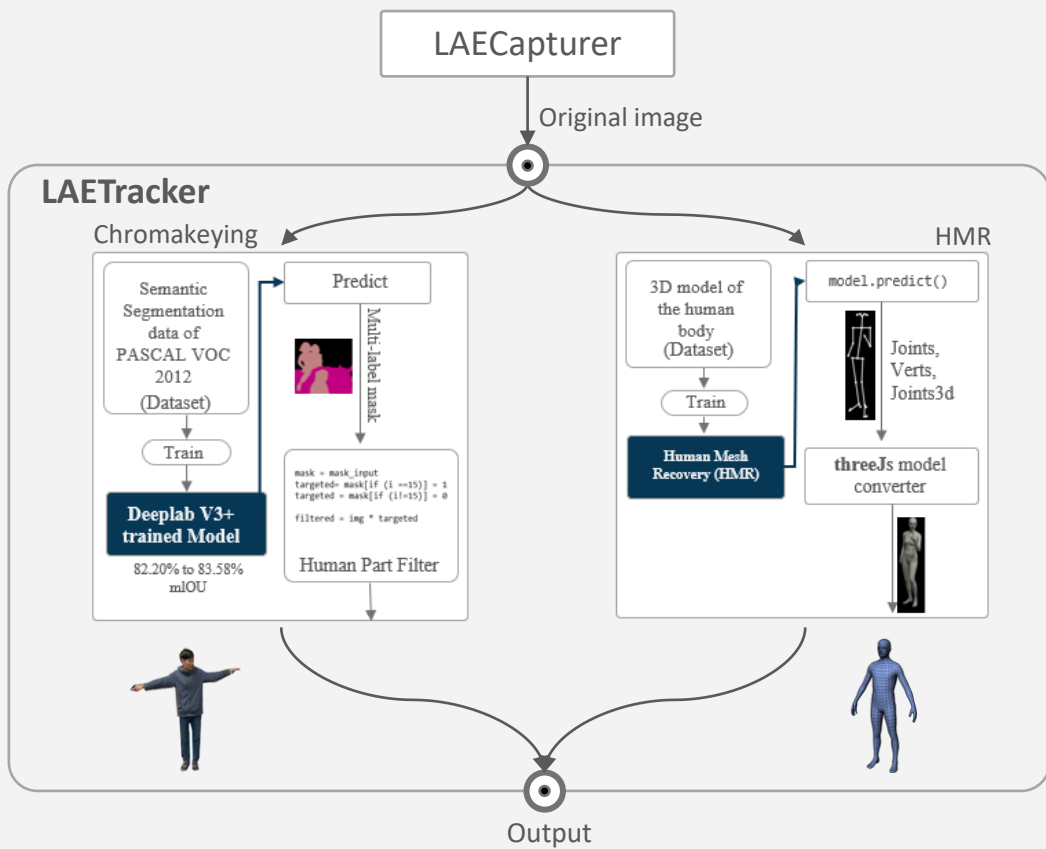 LAECapturer
Original image
LAETracker
Chromakeying
Semantic
Segmentation
data of
PASCAL VOC
2012
(Dataset)
Train
Deeplab V3+
trained Model
82.20% to 83.58%
mIOU
Predict
Multi-label mask
mask = mask_input
targeted= mask[if (i ==15)] = 1
targeted = mask[if (i!=15)] = 0
filtered = img * targeted
Human Part Filter
HMR
3D model of
the human
body
(Dataset)
Train
Human Mesh
Recovery (HMR)
model.predict()
Joints,
Verts,
Joints3d
threeJs model
converter
Output